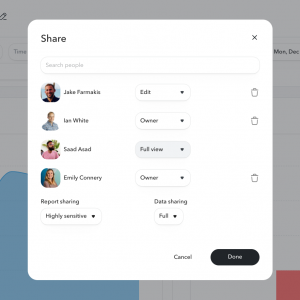 Share
Time
Mon, Dec
Search people
Jake Farmakis
Edit
Ian White
Owner
Saad Asad
Full view
Emily Connery
Owner
Report sharing
Data sharing
Highly sensitive
Full
Cancel
Done